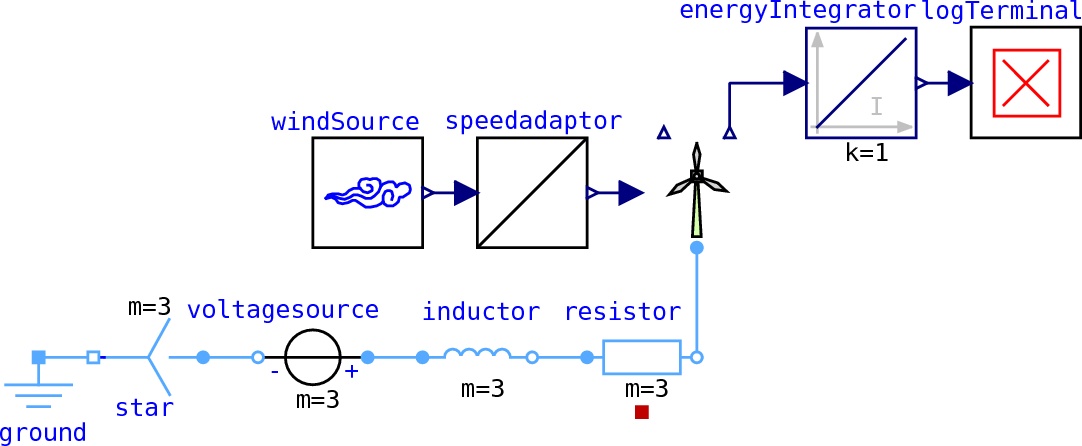 energyIntegrator logTerminal
I
k=1
windSource speedadaptor
m=3
voltagesource inductor resistor
- +
m=3 m=3 m=3
star
ground